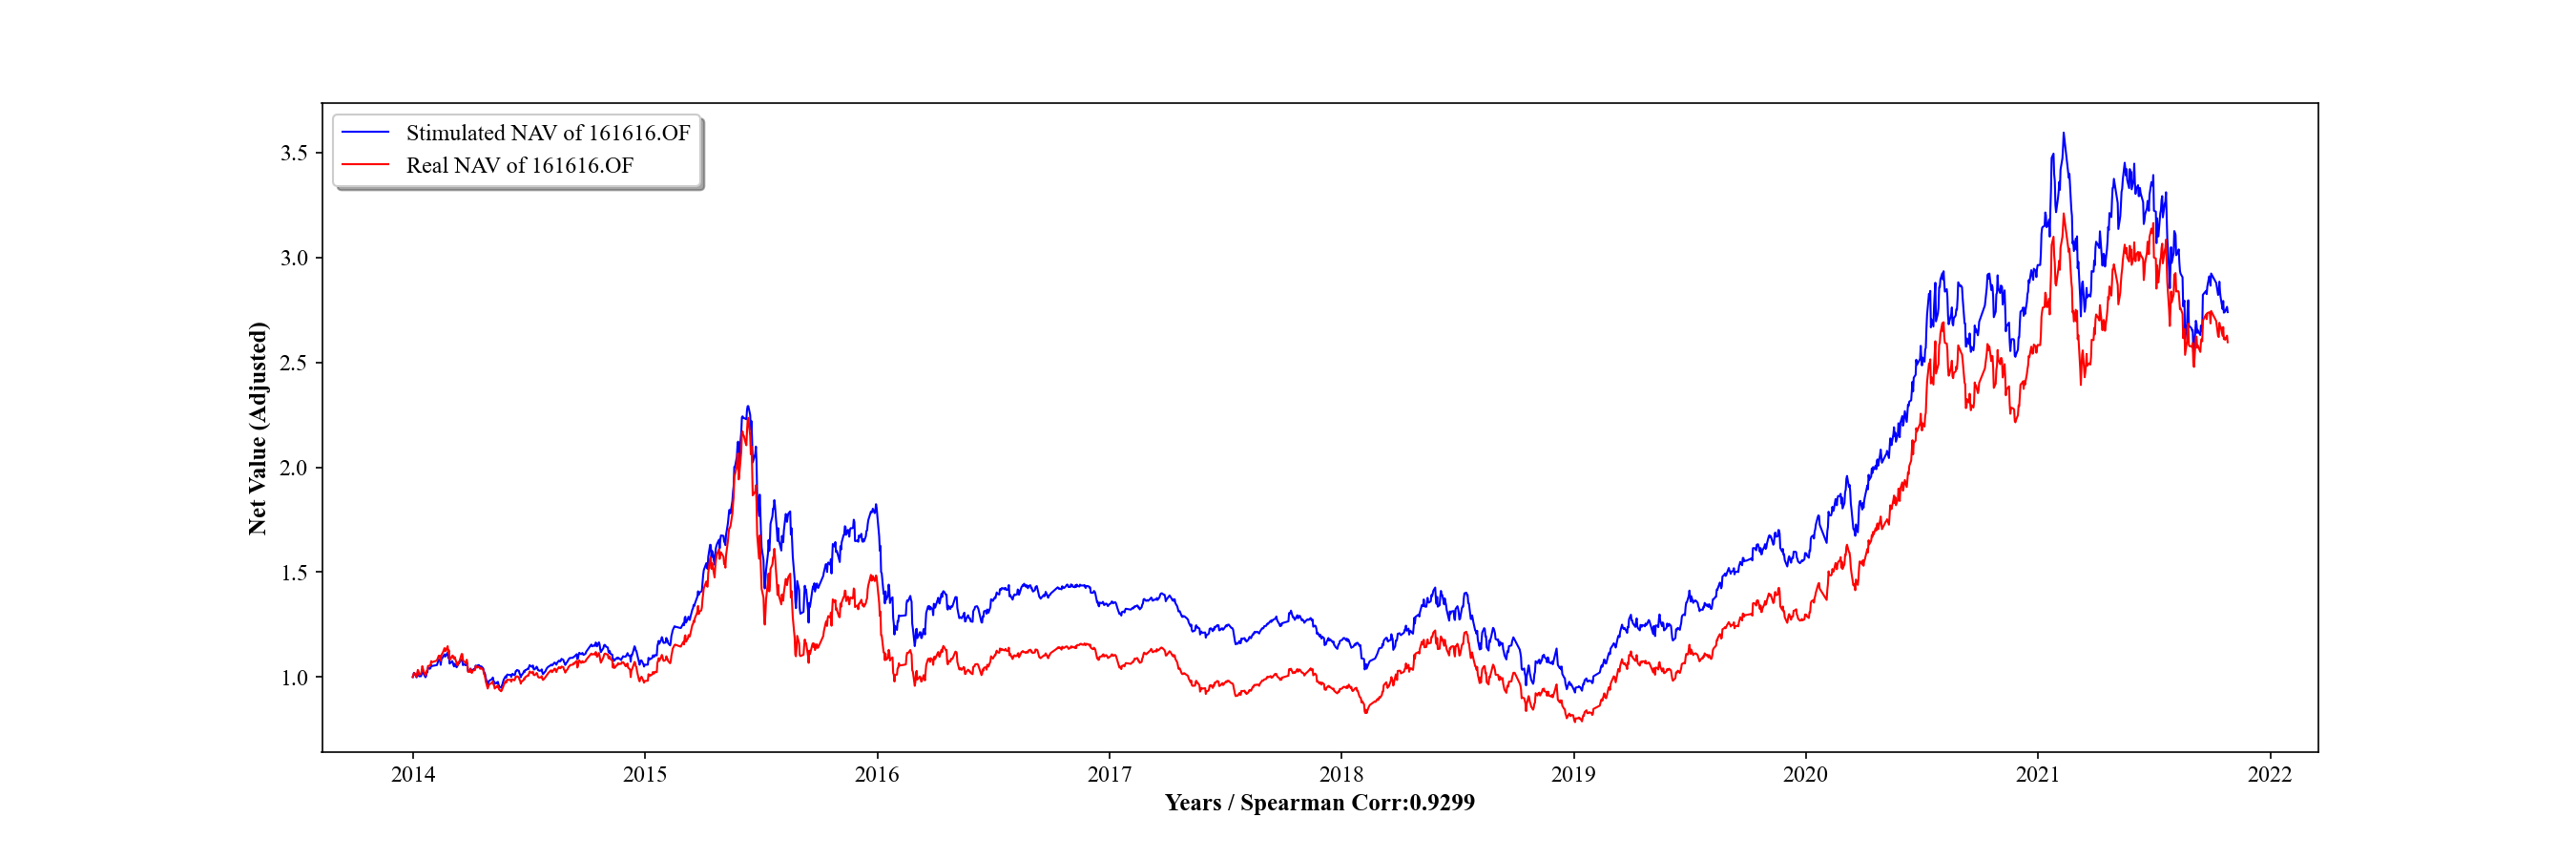 Stimulated NAV of 161616.OF
Real NAV of 161616.OF
Net Value (Adjusted)
3.5
3.0
2.5
2.0
1.5
1.0
2014 2015 2016 2017 2018 2019 2020 2021 2022
Years / Spearman Corr:0.9299